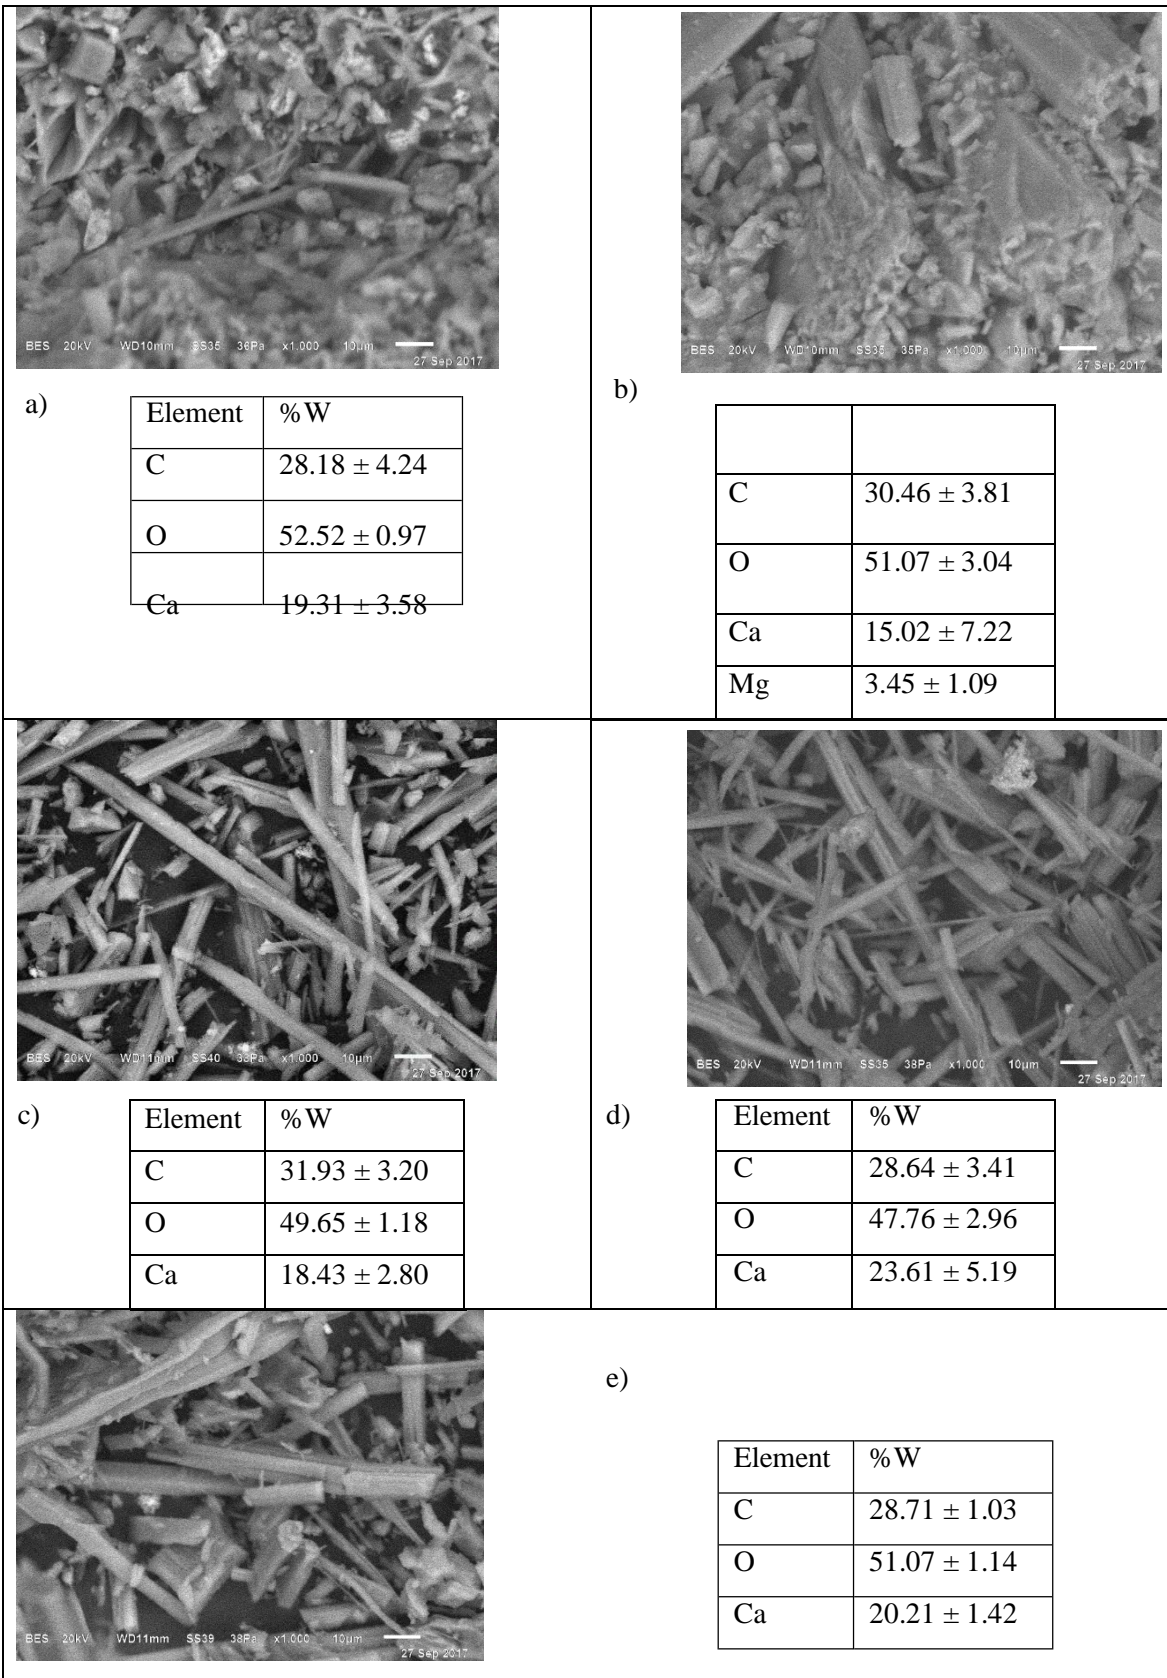 BES 20kV WD10mm SS35 36Pa x1,000 10µm
27 Sep 2017
BES 20kV WD10mm SS35 35Pa x1,000 10µm
27 Sep 2017
a)
Element %W
C 28.18 ± 4.24
O 52.52 ± 0.97
Ca 19.31 ± 3.58
b)
C 30.46 ± 3.81
O 51.07 ± 3.04
Ca 15.02 ± 7.22
Mg 3.45 ± 1.09
BES 20kV WD11mm SS40 38Pa x1,000 10µm
27 Sep 2017
BES 20kV WD11mm SS35 38Pa x1,000 10µm
27 Sep 2017
c)
Element %W
C 31.93 ± 3.20
O 49.65 ± 1.18
Ca 18.43 ± 2.80
d)
Element %W
C 28.64 ± 3.41
O 47.76 ± 2.96
Ca 23.61 ± 5.19
BES 20kV WD11mm SS39 38Pa x1,000 10µm
27 Sep 2017
e)
Element %W
C 28.71 ± 1.03
O 51.07 ± 1.14
Ca 20.21 ± 1.42